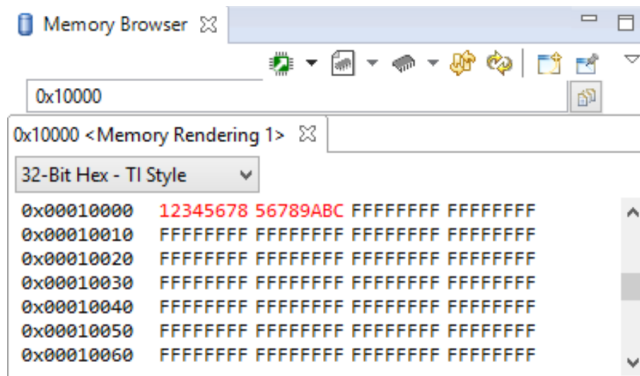 Memory Browser
0x10000
0x10000 <Memory Rendering 1>
32-Bit Hex - TI Style
0x00010000 12345678 56789ABC FFFFFFFF FFFFFFFF
0x00010010 FFFFFFFF FFFFFFFF FFFFFFFF FFFFFFFF
0x00010020 FFFFFFFF FFFFFFFF FFFFFFFF FFFFFFFF
0x00010030 FFFFFFFF FFFFFFFF FFFFFFFF FFFFFFFF
0x00010040 FFFFFFFF FFFFFFFF FFFFFFFF FFFFFFFF
0x00010050 FFFFFFFF FFFFFFFF FFFFFFFF FFFFFFFF
0x00010060 FFFFFFFF FFFFFFFF FFFFFFFF FFFFFFFF